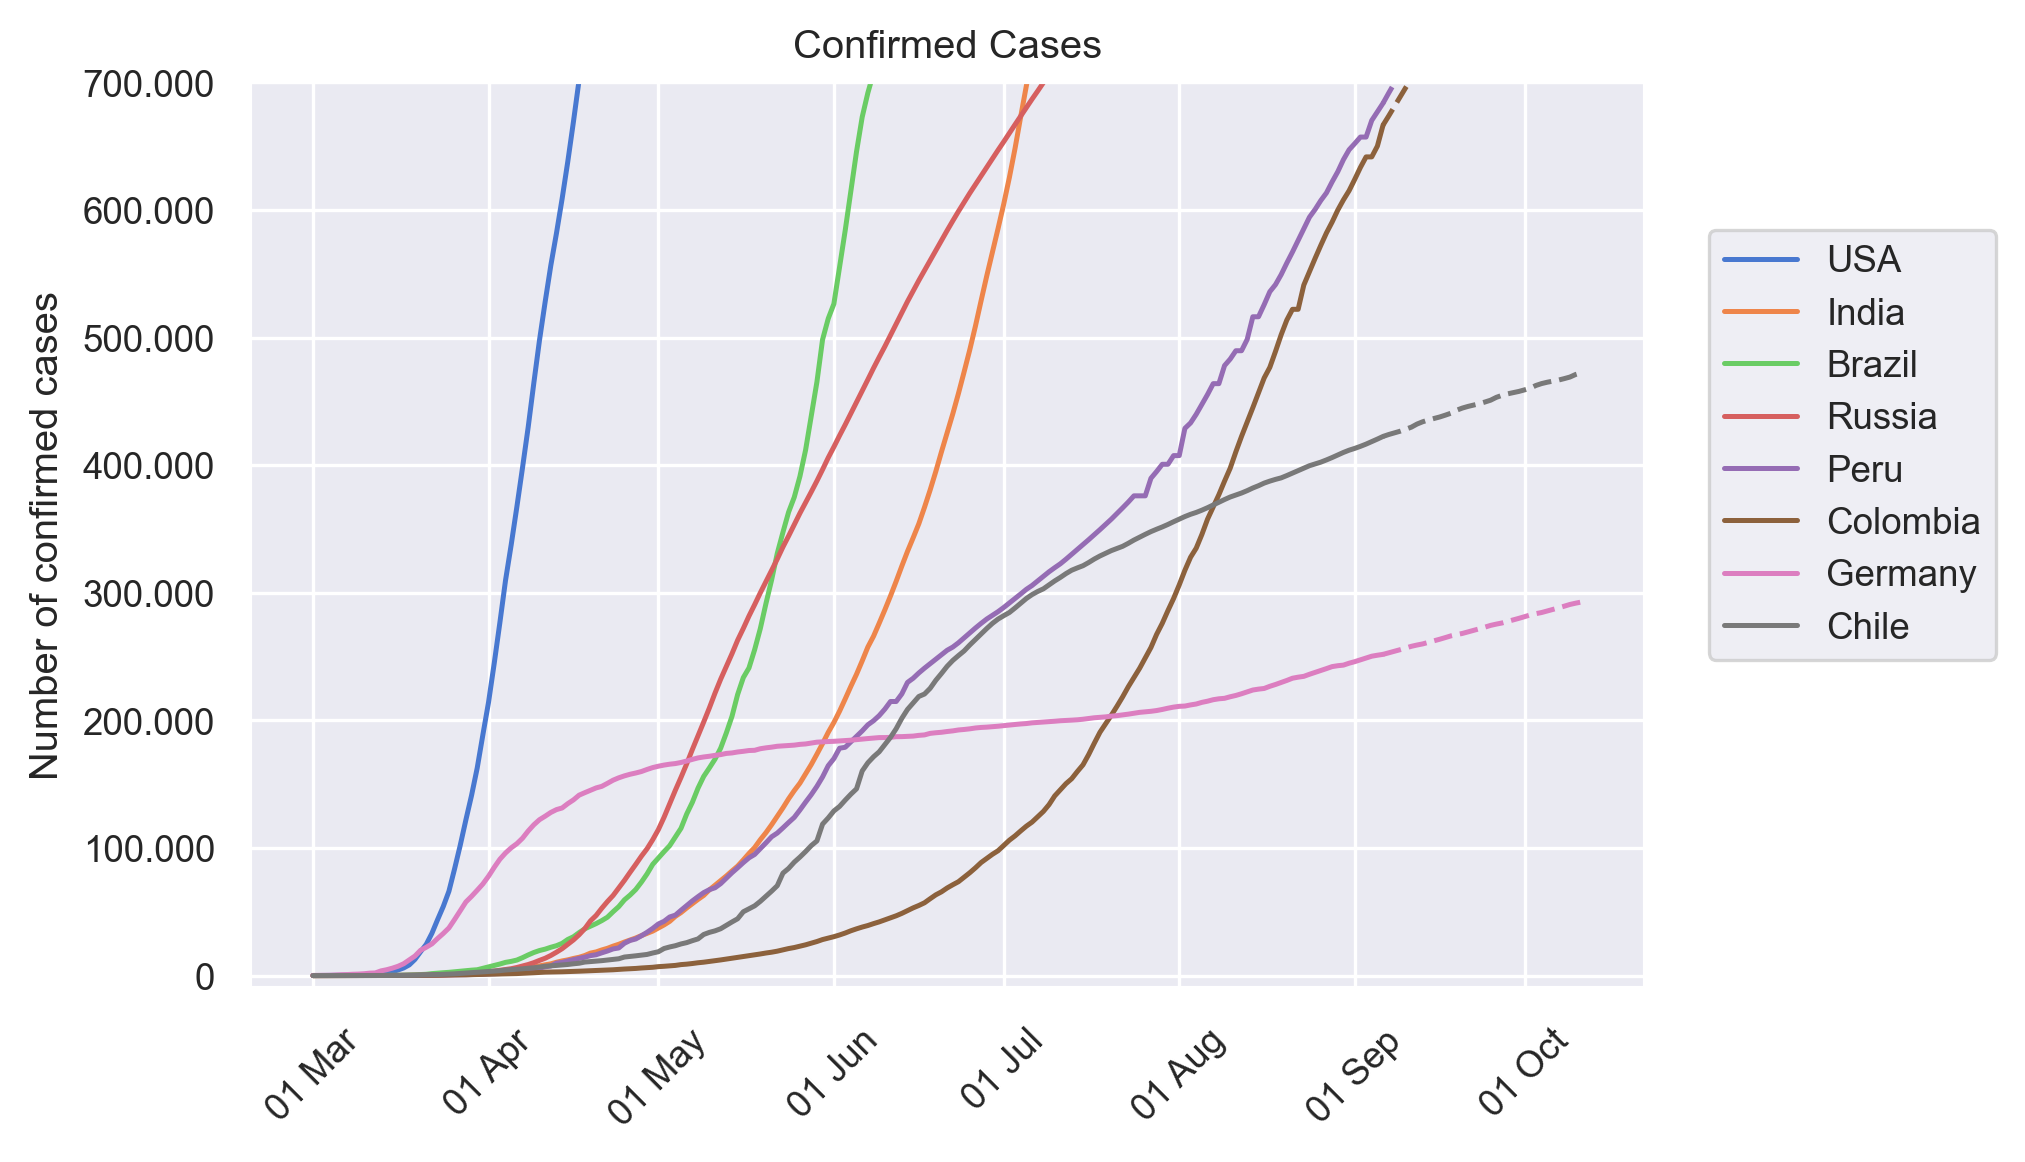 Confirmed Cases
Number of confirmed cases
700.000
600.000
500.000
400.000
300.000
200.000
100.000
0
01 Mar
01 Apr
01 May
01 Jun
01 Jul
01 Aug
01 Sep
01 Oct
USA
India
Brazil
Russia
Peru
Colombia
Germany
Chile